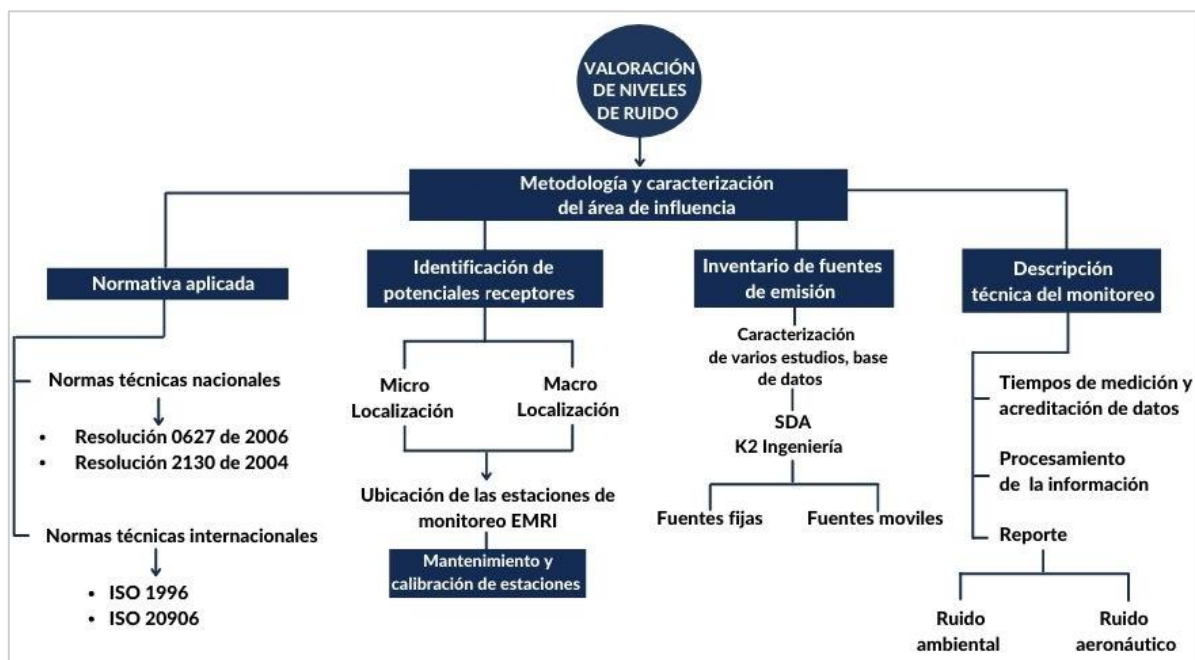 VALORACIÓN
DE NIVELES
DE RUIDO
Metodología y caracterización
del área de influencia
Normativa aplicada
Normas técnicas nacionales
• Resolución 0627 de 2006
• Resolución 2130 de 2004
Normas técnicas internacionales
• ISO 1996
• ISO 20906
Identificación de
potenciales receptores
Micro
Localización
Macro
Localización
Ubicación de las estaciones de
monitoreo EMRI
Mantenimiento y
calibración de estaciones
Inventario de fuentes
de emisión
Caracterización
de varios estudios, base
de datos
SDA
K2 Ingeniería
Fuentes fijas
Fuentes moviles
Descripción
técnica del monitoreo
Tiempos de medición y
acreditación de datos
Procesamiento
de la información
Reporte
Ruido
ambiental
Ruido
aeronáutico